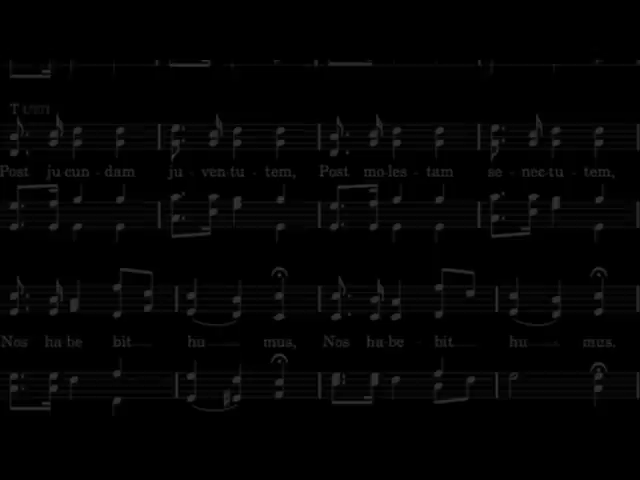 TUTTI
Post ju-cun-dam ju-ven-tu-tem, Post mo-les-tam se-nec-tu-tem,
Nos ha-be-bit hu-mus, Nos ha-be-bit hu-mus.